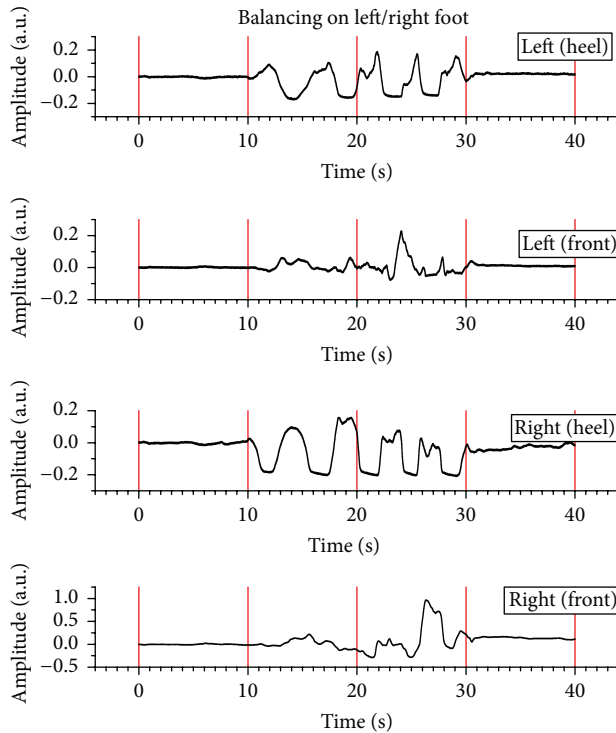 Balancing on left/right foot
Amplitude (a.u.)
0.2
0.0
−0.2
Left (heel)
0 10 20 30 40
Time (s)
Amplitude (a.u.)
0.2
0.0
−0.2
Left (front)
0 10 20 30 40
Time (s)
Amplitude (a.u.)
0.2
0.0
−0.2
Right (heel)
0 10 20 30 40
Time (s)
Amplitude (a.u.)
1.0
0.5
0.0
−0.5
Right (front)
0 10 20 30 40
Time (s)